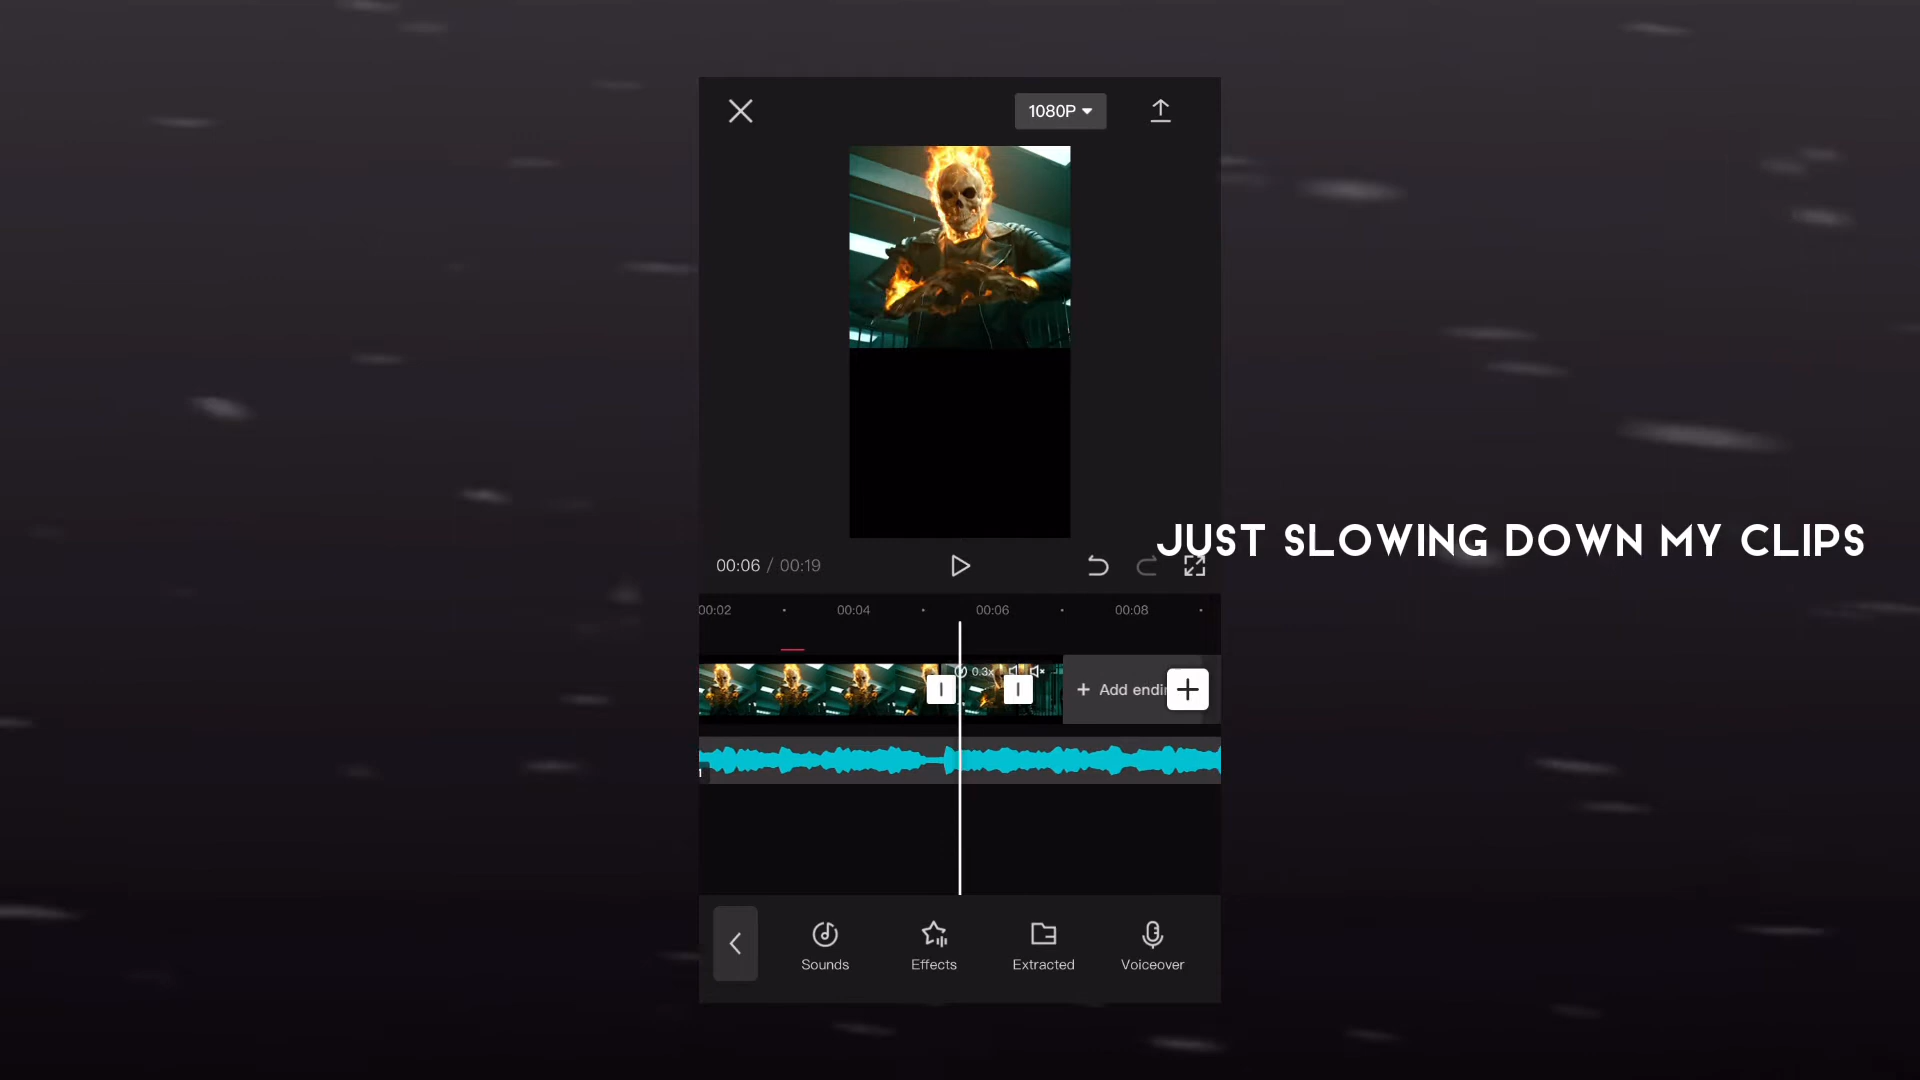 1080P
JUST SLOWING DOWN MY CLIPS
00:06 / 00:19
00:02 00:04 00:06 00:08
0.3x
+ Add endin
Sounds Effects Extracted Voiceover